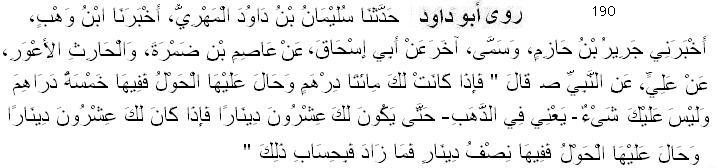 190 روى أبو داود حَدَّثَنَا سُلَيْمَانُ بْنُ دَاوُدَ الْمَهْرِيُّ، أَخْبَرَنَا ابْنُ وَهْبٍ،
أَخْبَرَنِي جَرِيرُ بْنُ حَازِمٍ، وَسَمَّى، آخَرَ عَنْ أَبِي إِسْحَاقَ، عَنْ عَاصِمِ بْنِ ضَمْرَةَ، وَالْحَارِثِ الأَعْوَرِ،
عَنْ عَلِيٍّ، عَنِ النَّبِيِّ ص قَالَ " فَإِذَا كَانَتْ لَكَ مِائَتَا دِرْهَمٍ وَحَالَ عَلَيْهَا الْحَوْلُ فَفِيهَا خَمْسَةُ دَرَاهِمَ
وَلَيْسَ عَلَيْكَ شَىْءٌ - يَعْنِي فِي الذَّهَبِ - حَتَّى يَكُونَ لَكَ عِشْرُونَ دِينَارًا فَإِذَا كَانَ لَكَ عِشْرُونَ دِينَارًا
وَحَالَ عَلَيْهَا الْحَوْلُ فَفِيهَا نِصْفُ دِينَارٍ فَمَا زَادَ فَبِحِسَابِ ذَلِكَ "